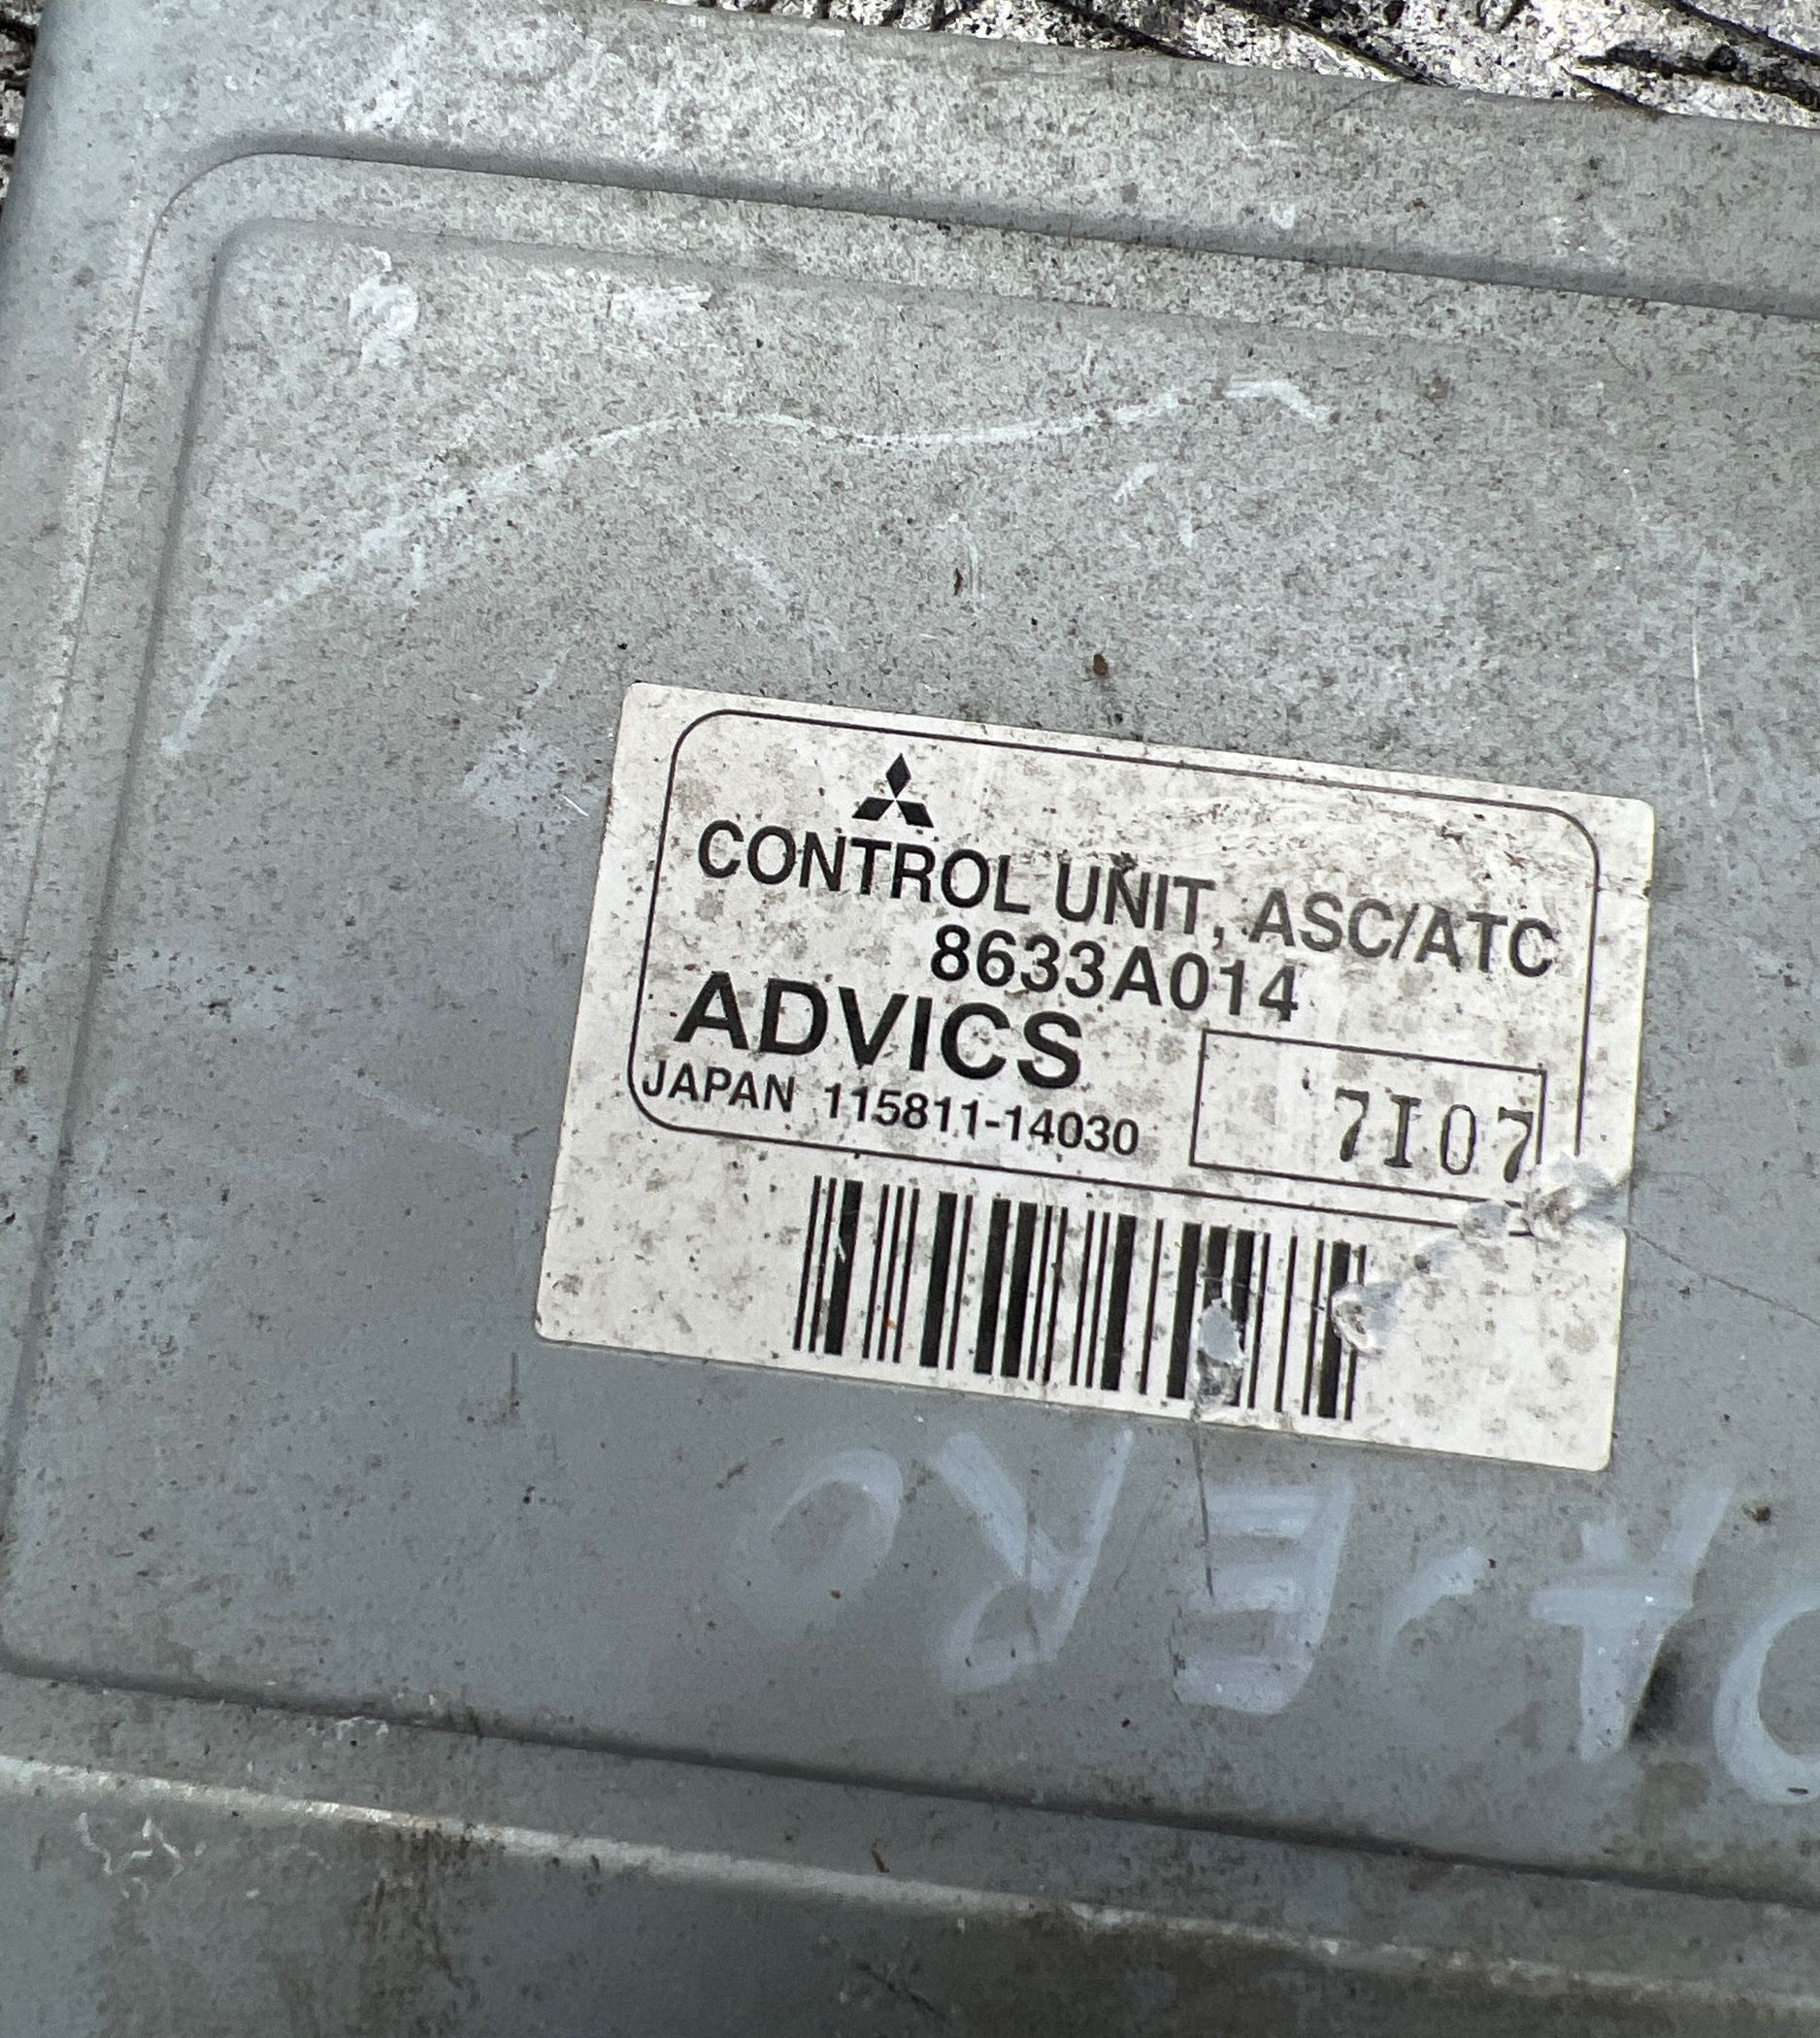 CONTROL UNIT, ASC/ATC
8633A014
ADVICS
JAPAN 115811-14030
7I07